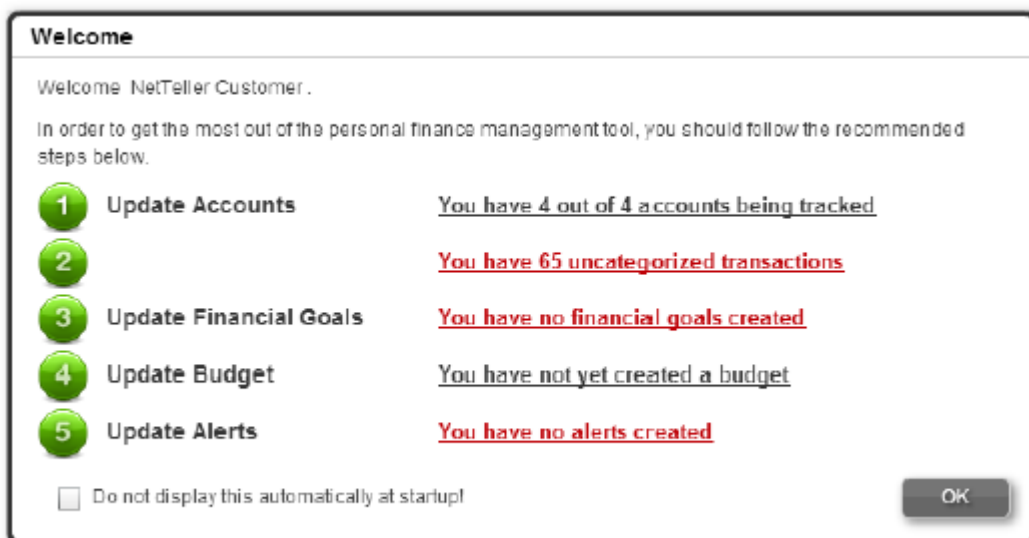 Welcome
Welcome NetTeller Customer.
In order to get the most out of the personal finance management tool, you should follow the recommended
steps below.
1 Update Accounts You have 4 out of 4 accounts being tracked
2 You have 65 uncategorized transactions
3 Update Financial Goals You have no financial goals created
4 Update Budget You have not yet created a budget
5 Update Alerts You have no alerts created
Do not display this automatically at startup!
OK